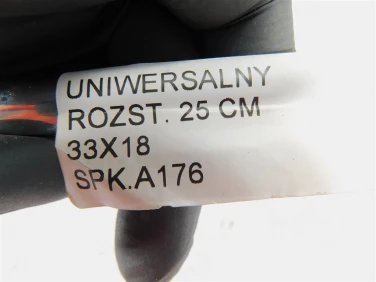 UNIWERSALNY
ROZST. 25 CM
33X18
SPK.A176